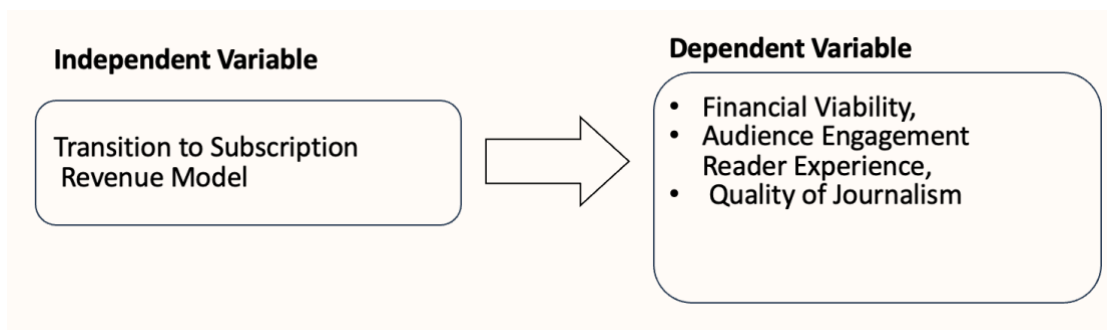 Independent Variable
Transition to Subscription
Revenue Model
Dependent Variable
• Financial Viability,
• Audience Engagement
Reader Experience,
• Quality of Journalism